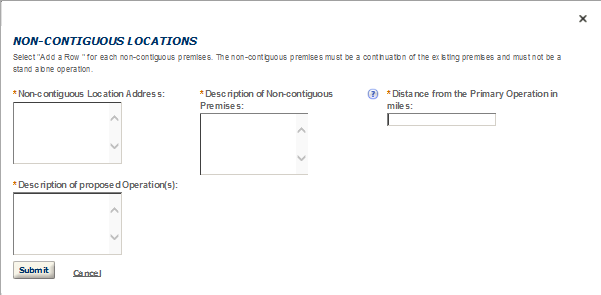 NON-CONTIGUOUS LOCATIONS
Select "Add a Row " for each non-contiguous premises. The non-contiguous premises must be a continuation of the existing premises and must not be a
stand alone operation.
*Non-contiguous Location Address:
*Description of Non-contiguous
Premises:
? *Distance from the Primary Operation in
miles:
*Description of proposed Operation(s):
Submit Cancel